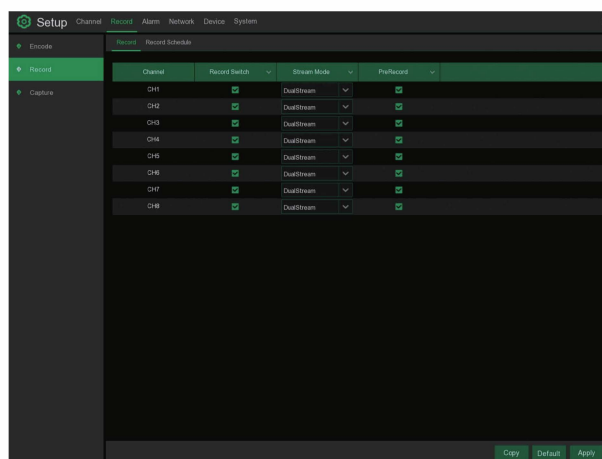 Setup Channel Record Alarm Network Device System
Encode
Record
Capture
Record Record Schedule
Channel Record Switch Stream Mode PreRecord
CH1 DualStream
CH2 DualStream
CH3 DualStream
CH4 DualStream
CH5 DualStream
CH6 DualStream
CH7 DualStream
CH8 DualStream
Copy Default Apply